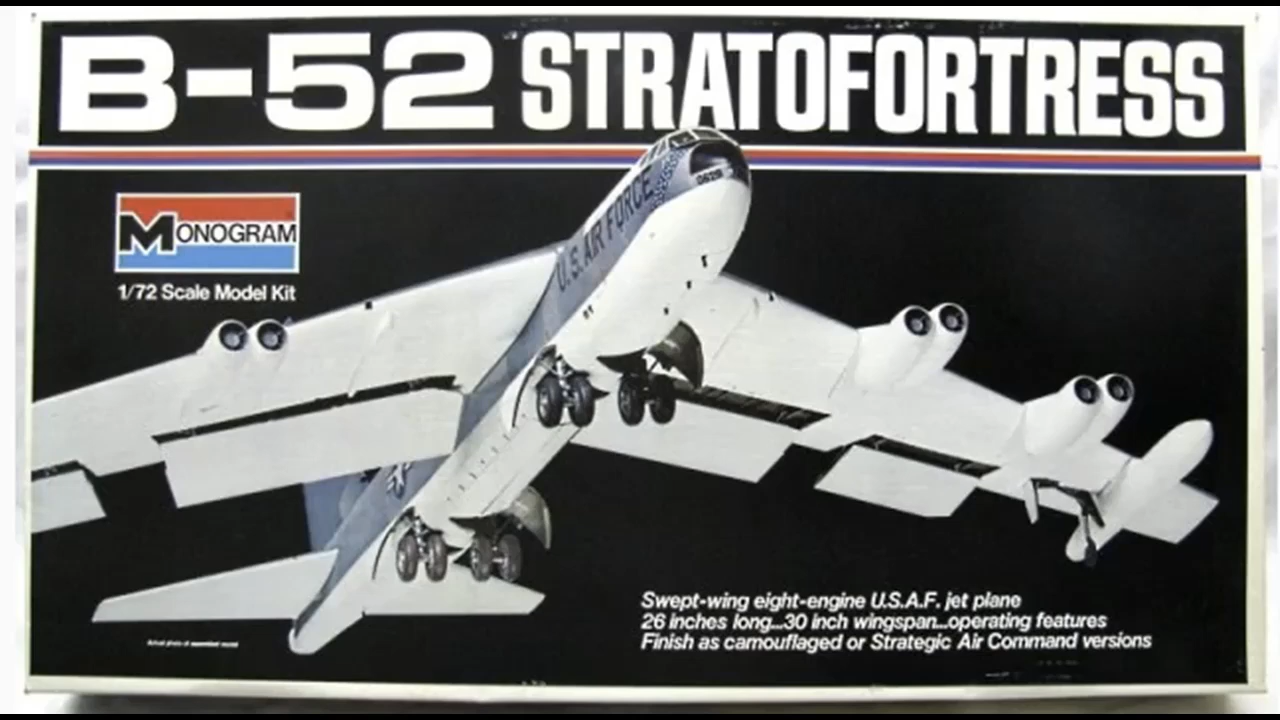 B-52 STRATOFORTRESS
MONOGRAM
1/72 Scale Model Kit
U.S. AIR FORCE
Swept-wing eight-engine U.S.A.F. jet plane
26 inches long...30 inch wingspan...operating features
Finish as camouflaged or Strategic Air Command versions